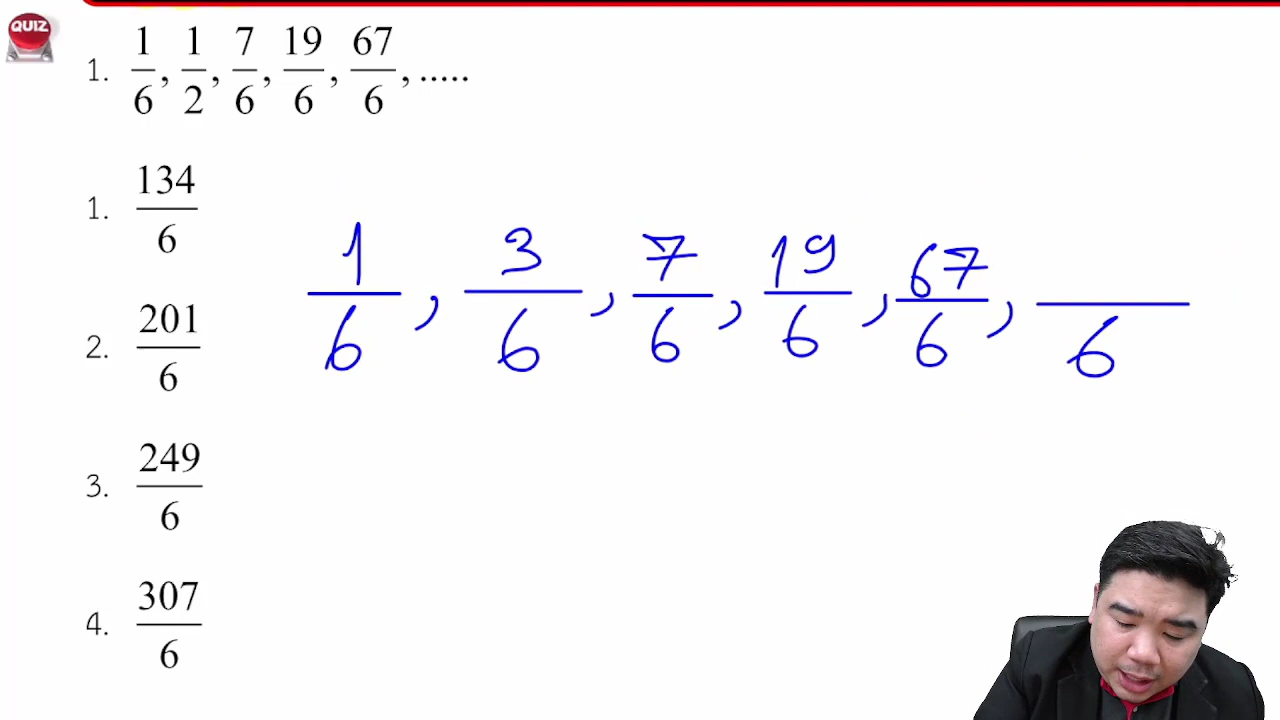 QUIZ
1. 1/6, 1/2, 7/6, 19/6, 67/6, .....
1. 134/6
1/6, 3/6, 7/6, 19/6, 67/6, /6
2. 201/6
3. 249/6
4. 307/6